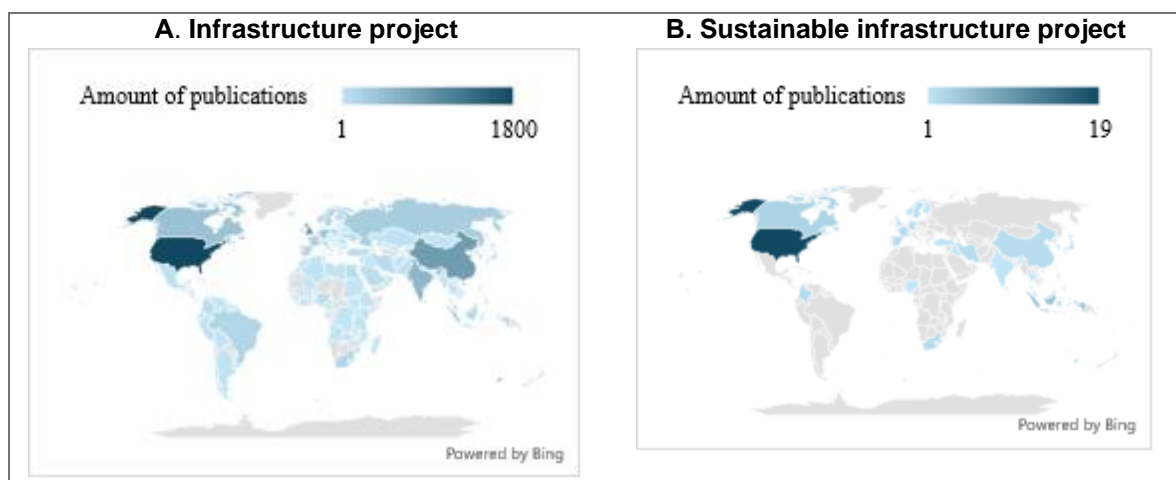 A. Infrastructure project
Amount of publications
1 1800
Powered by Bing
B. Sustainable infrastructure project
Amount of publications
1 19
Powered by Bing